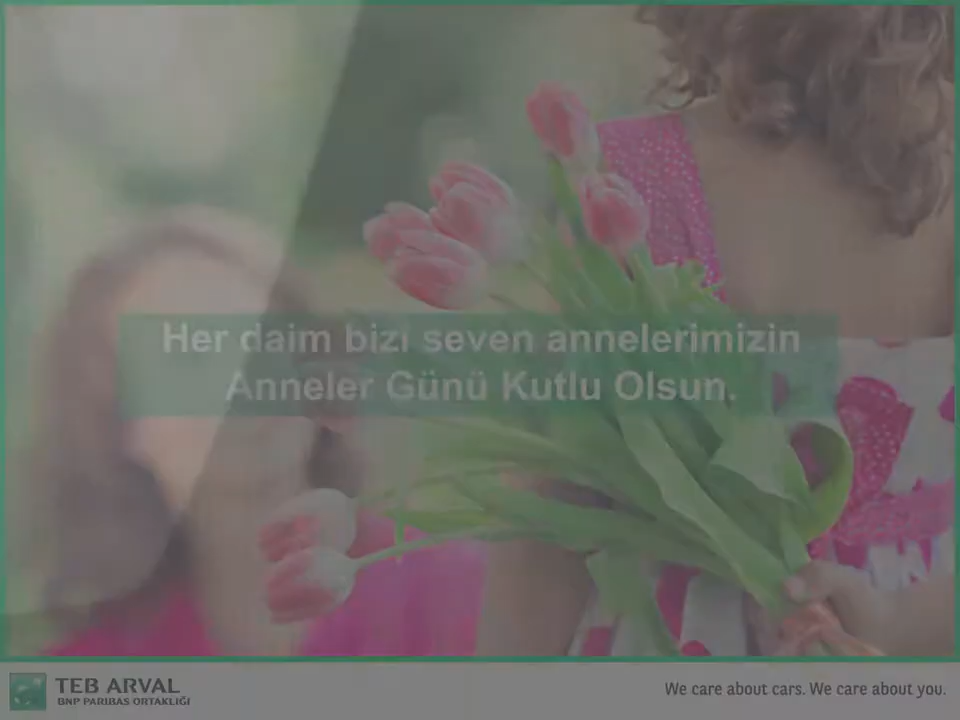 Her daim bizi seven annelerimizin
Anneler Günü Kutlu Olsun.
TEB ARVAL
BNP PARIBAS ORTAKLIĞI
We care about cars. We care about you.